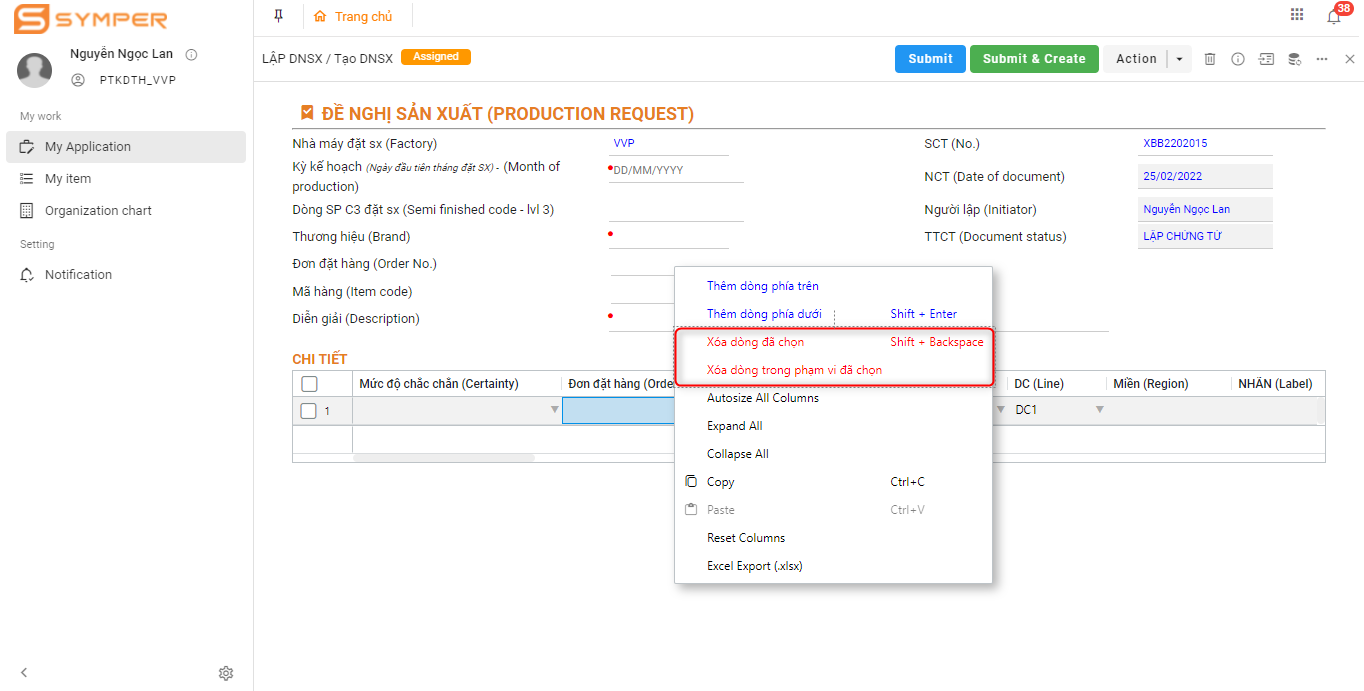 SYMPER
Trang chủ
38
Nguyễn Ngọc Lan
PTKDTH_VVP
My work
My Application
My item
Organization chart
Setting
Notification
LẬP DNSX / Tạo DNSX
Assigned
Submit
Submit & Create
Action
ĐỀ NGHỊ SẢN XUẤT (PRODUCTION REQUEST)
Nhà máy đặt sx (Factory)
VVP
SCT (No.)
XBB2202015
Kỳ kế hoạch (Ngày đầu tiên tháng đặt SX) - (Month of
production)
DD/MM/YYYY
NCT (Date of document)
25/02/2022
Dòng SP C3 đặt sx (Semi finished code - lvl 3)
Người lập (Initiator)
Nguyễn Ngọc Lan
Thương hiệu (Brand)
TTCT (Document status)
LẬP CHỨNG TỪ
Đơn đặt hàng (Order No.)
Mã hàng (Item code)
Diễn giải (Description)
CHI TIẾT
Mức độ chắc chắn (Certainty)
Đơn đặt hàng (Orde
DC (Line)
Miền (Region)
NHÃN (Label)
1
DC1
Thêm dòng phía trên
Thêm dòng phía dưới Shift + Enter
Xóa dòng đã chọn Shift + Backspace
Xóa dòng trong phạm vi đã chọn
Autosize All Columns
Expand All
Collapse All
Copy Ctrl+C
Paste Ctrl+V
Reset Columns
Excel Export (.xlsx)